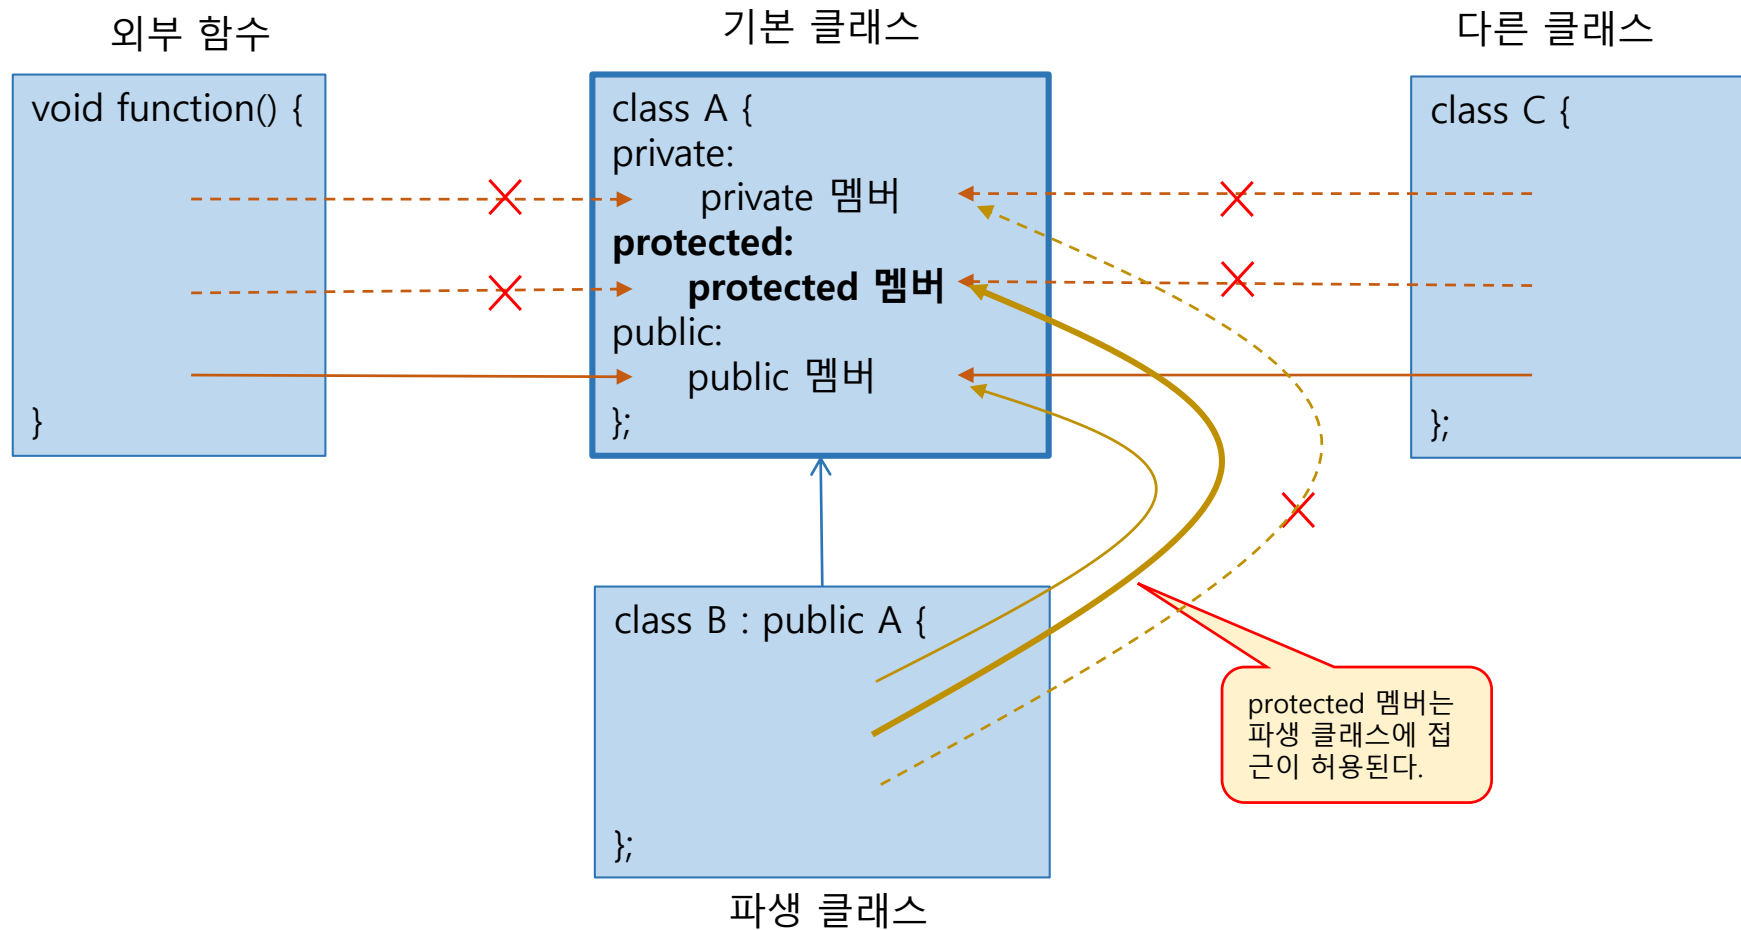 외부 함수
기본 클래스
다른 클래스
void function() {
}
class A {
private:
private 멤버
protected:
protected 멤버
public:
public 멤버
};
class C {
};
class B : public A {
};
파생 클래스
protected 멤버는
파생 클래스에 접
근이 허용된다.